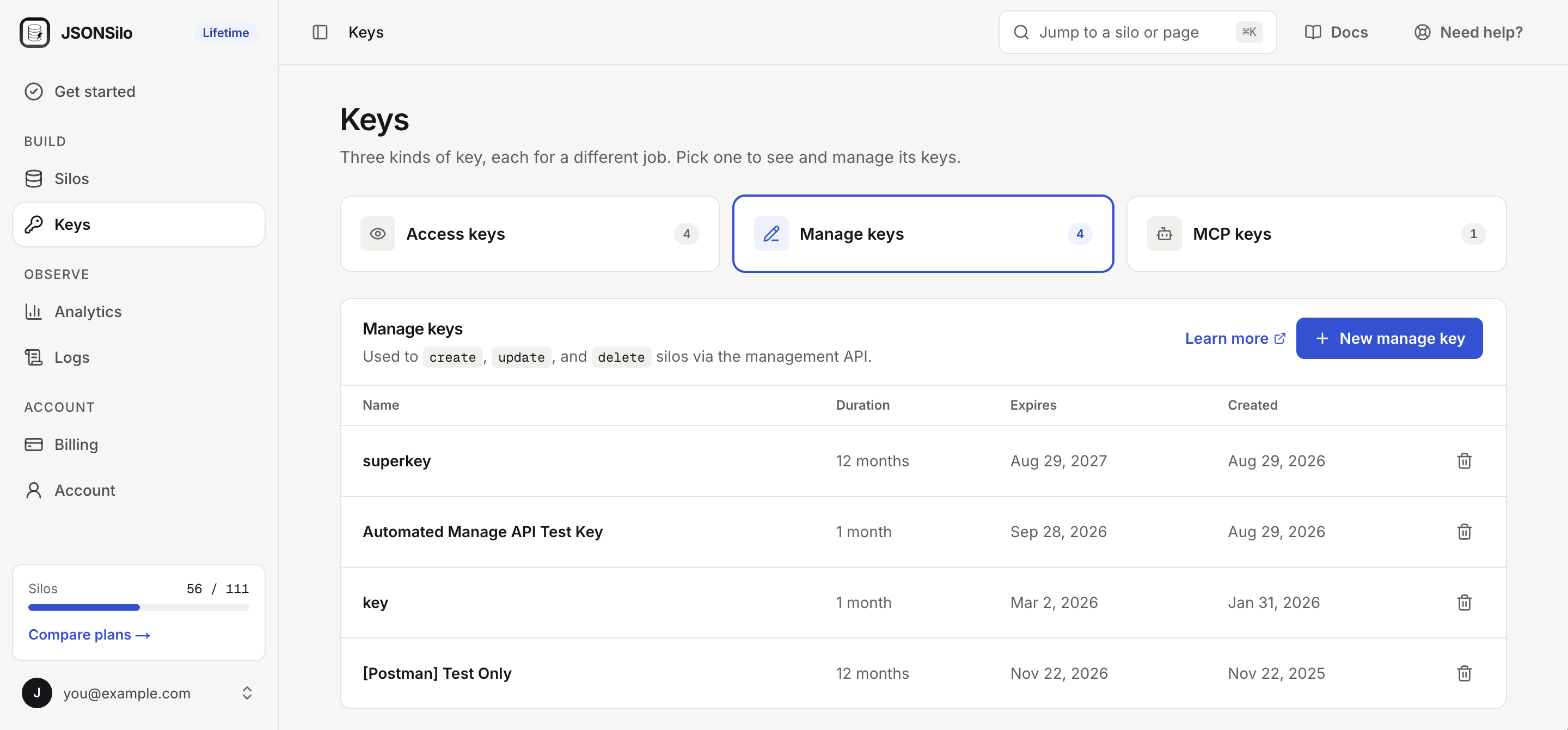 JSONSilo
Lifetime
Get started
BUILD
Silos
Keys
OBSERVE
Analytics
Logs
ACCOUNT
Billing
Account
Silos 56 / 111
Compare plans →
J you@example.com
Keys
Jump to a silo or page ⌘K
Docs
Need help?
Keys
Three kinds of key, each for a different job. Pick one to see and manage its keys.
Access keys 4
Manage keys 4
MCP keys 1
Manage keys
Used to create, update, and delete silos via the management API.
Learn more
+ New manage key
Name Duration Expires Created
superkey 12 months Aug 29, 2027 Aug 29, 2026
Automated Manage API Test Key 1 month Sep 28, 2026 Aug 29, 2026
key 1 month Mar 2, 2026 Jan 31, 2026
[Postman] Test Only 12 months Nov 22, 2026 Nov 22, 2025